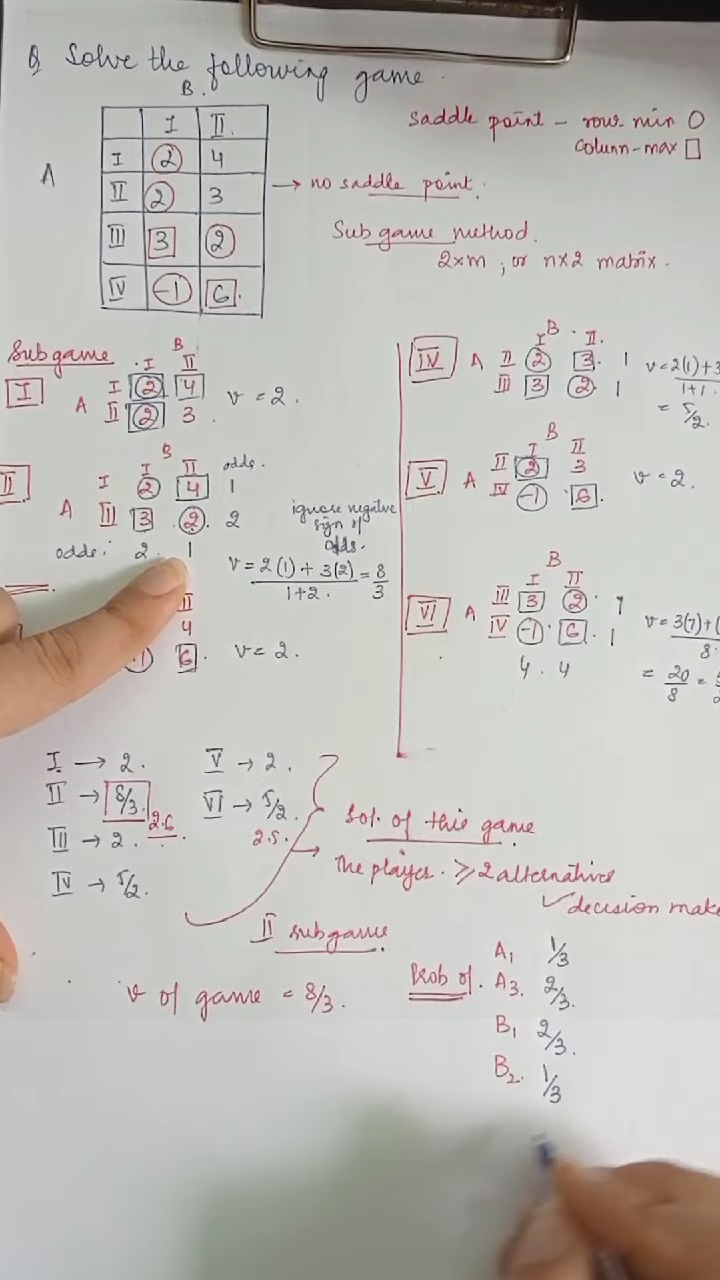 Q Solve the following game.
B.
I II.
A I 2 4
II 2 3
III 3 2
IV -1 6.
→ no saddle point.
Saddle point - row min O
Column-max □
Sub game method.
2×m, or n×2 matrix.
Subgame
I
B
I II
A I 2 4
II 2 3
v = 2.
II
B
I II odds.
A I 2 4 1
III 3 2 2
odds: 2. 1
v = 2(1) + 3(2) / 1+2. = 8/3
ignore negative
sign of
odds.
II
4
-1 6. v = 2.
IV
B
I II.
A II 2 3. 1
III 3 2 1
v = 2(1)+3
1+1
= 5/2.
V
B
I II
A II 2 3
IV -1 6.
v = 2.
VI
B
I II
A III 3 2. 7
IV -1 6. 1
4. 4
v = 3(7)+(
8
= 20/8 =
I → 2. V → 2.
II → 8/3. VI → 5/2.
2.6 2.5.
III → 2.
IV → 5/2.
Sol. of this game
→ The player. ≥ 2 alternatives
✓decision make
II subgame
v of game = 8/3.
Prob of.
A1 1/3
A3. 2/3.
B1 2/3.
B2. 1/3